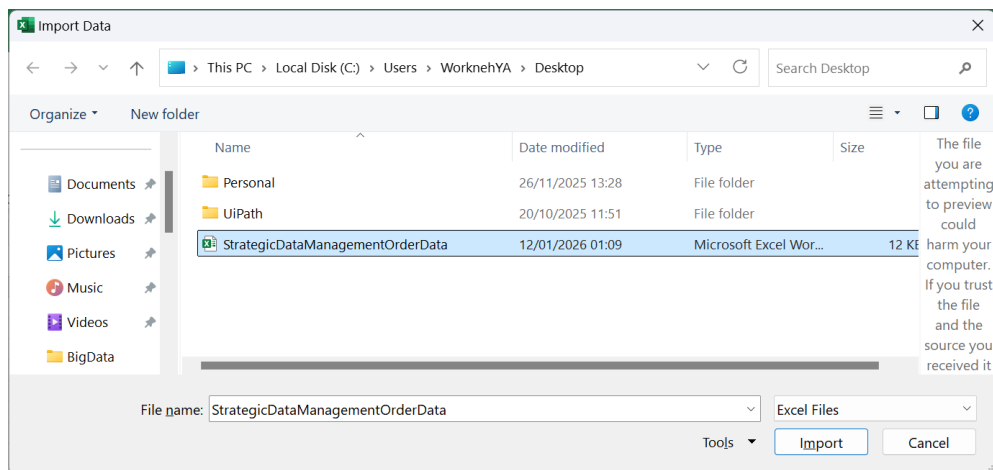 Import Data
This PC > Local Disk (C:) > Users > WorknehYA > Desktop
Search Desktop
Organize
New folder
Name Date modified Type Size
Documents
Downloads
Pictures
Music
Videos
BigData
Personal 26/11/2025 13:28 File folder
UiPath 20/10/2025 11:51 File folder
StrategicDataManagementOrderData 12/01/2026 01:09 Microsoft Excel Wor... 12 KB
The file
you are
attempting
to preview
could
harm your
computer.
If you trust
the file
and the
source you
received it
File name: StrategicDataManagementOrderData
Excel Files
Tools
Import
Cancel